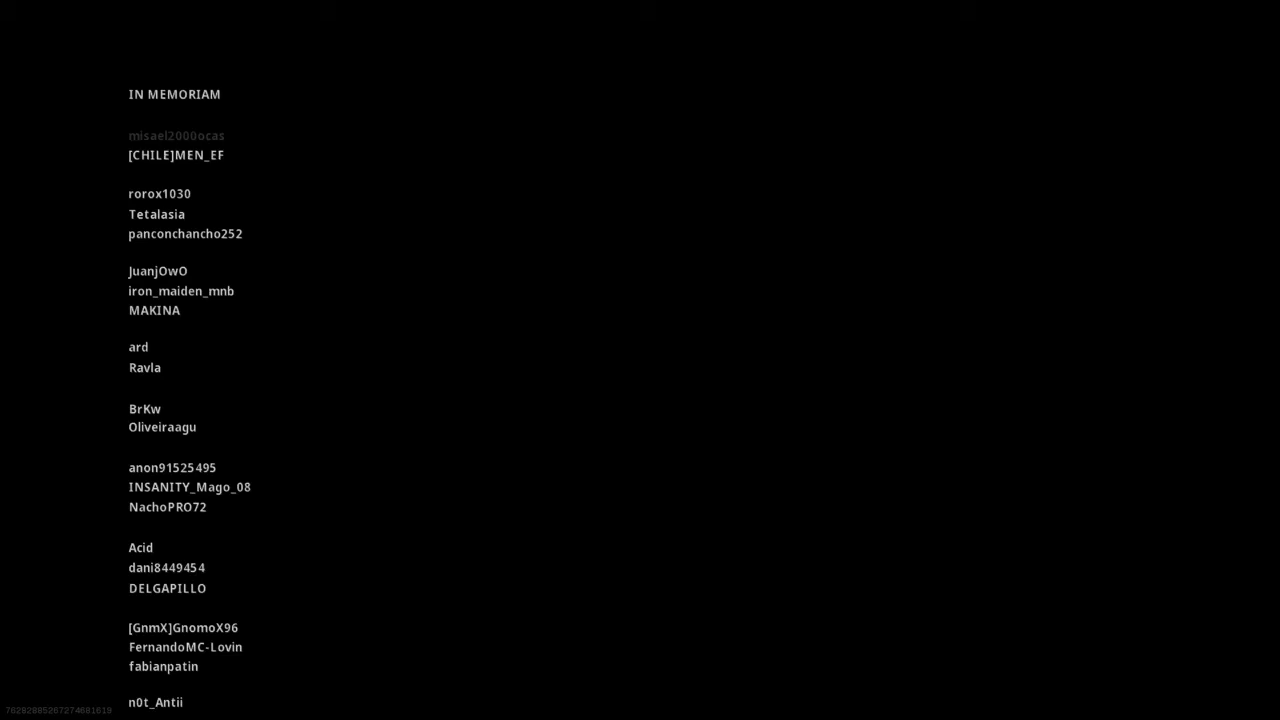 IN MEMORIAM
misael2000ocas
[CHILE]MEN_EF
rorox1030
Tetalasia
panconchancho252
JuanjOwO
iron_maiden_mnb
MAKINA
ard
Ravla
BrKw
Oliveiraagu
anon91525495
INSANITY_Mago_08
NachoPRO72
Acid
dani8449454
DELGAPILLO
[GnmX]GnomoX96
FernandoMC-Lovin
fabianpatin
n0t_Antii
76282885267274681619